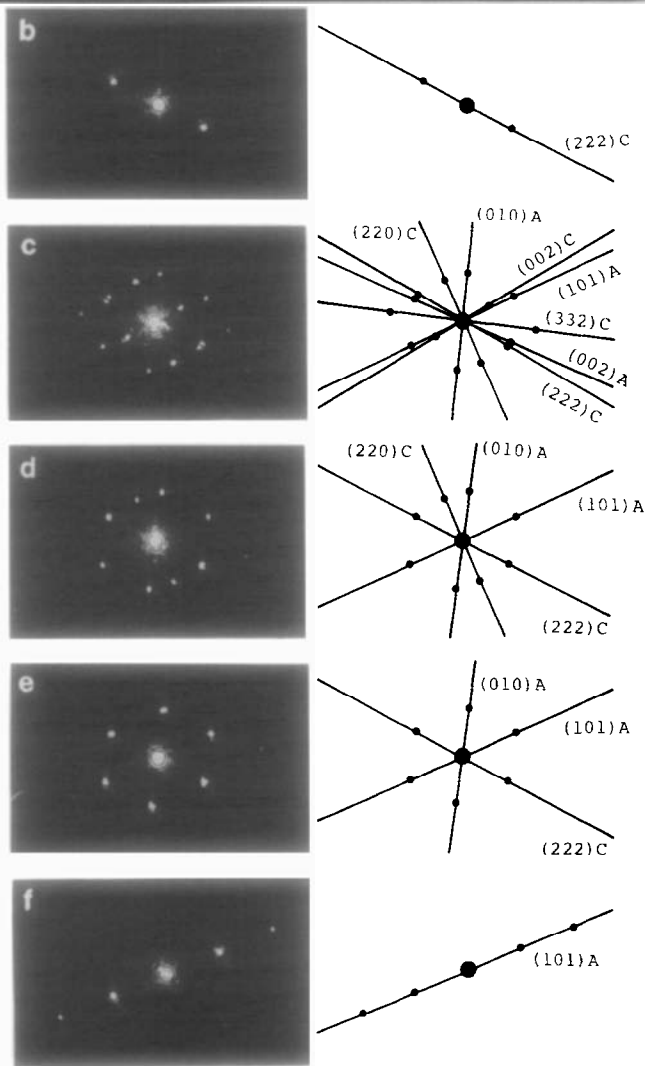 b
(222)C
c
(220)C
(010)A
(002)C
(101)A
(332)C
(002)A
(222)C
d
(220)C
(010)A
(101)A
(222)C
e
(010)A
(101)A
(222)C
f
(101)A